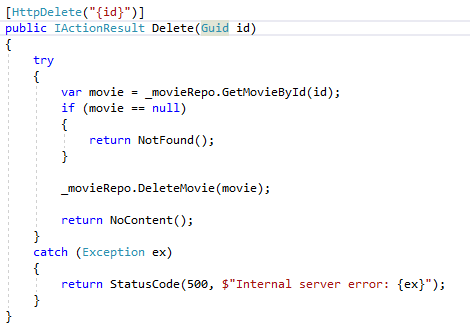 [HttpDelete("{id}")]
public IActionResult Delete(Guid id)
{
    try
    {
        var movie = _movieRepo.GetMovieById(id);
        if (movie == null)
        {
            return NotFound();
        }

        _movieRepo.DeleteMovie(movie);

        return NoContent();
    }
    catch (Exception ex)
    {
        return StatusCode(500, $"Internal server error: {ex}");
    }
}